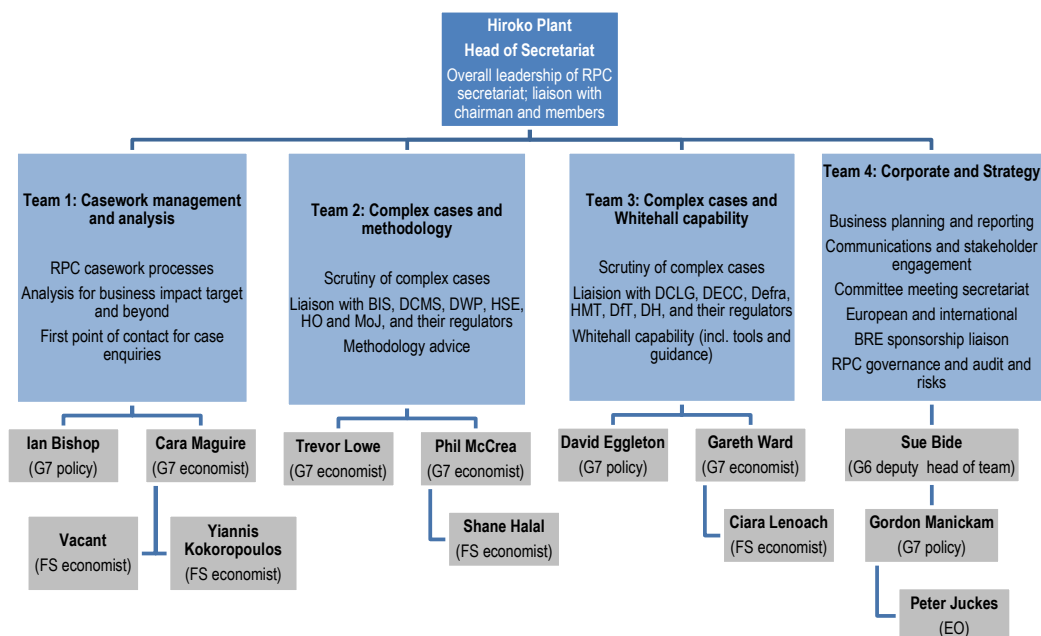 Hiroko Plant
Head of Secretariat
Overall leadership of RPC
secretariat; liaison with
chairman and members
Team 1: Casework management
and analysis
RPC casework processes
Analysis for business impact target
and beyond
First point of contact for case
enquiries
Team 2: Complex cases and
methodology
Scrutiny of complex cases
Liaison with BIS, DCMS, DWP, HSE,
HO and MoJ, and their regulators
Methodology advice
Team 3: Complex cases and
Whitehall capability
Scrutiny of complex cases
Liaison with DCLG, DECC, Defra,
HMT, DfT, DH, and their regulators
Whitehall capability (incl. tools and
guidance)
Team 4: Corporate and Strategy
Business planning and reporting
Communications and stakeholder
engagement
Committee meeting secretariat
European and international
BRE sponsorship liaison
RPC governance and audit and
risks
Ian Bishop
(G7 policy)
Cara Maguire
(G7 economist)
Trevor Lowe
(G7 economist)
Phil McCrea
(G7 economist)
David Eggleton
(G7 policy)
Gareth Ward
(G7 economist)
Sue Bide
(G6 deputy head of team)
Vacant
(FS economist)
Yiannis
Kokoropoulos
(FS economist)
Shane Halal
(FS economist)
Ciara Lenoach
(FS economist)
Gordon Manickam
(G7 policy)
Peter Juckes
(EO)